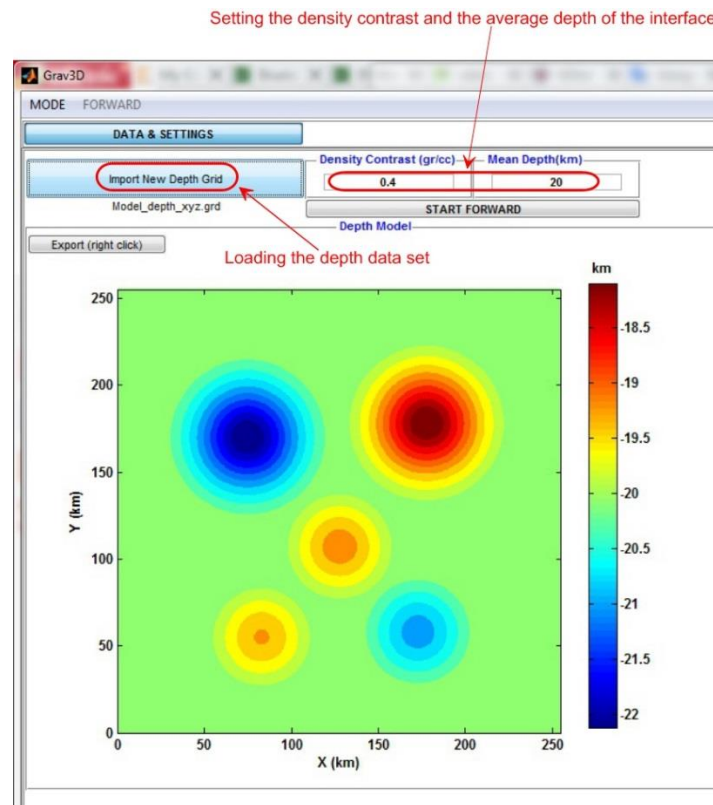 Setting the density contrast and the average depth of the interface
Grav3D
MODE FORWARD
DATA & SETTINGS
Import New Depth Grid
Density Contrast (gr/cc)
Mean Depth(km)
0.4
20
Model_depth_xyz.grd
START FORWARD
Depth Model
Export (right click)
Loading the depth data set
km
250
200
150
100
50
0
Y (km)
0 50 100 150 200 250
X (km)
-18.5
-19
-19.5
-20
-20.5
-21
-21.5
-22